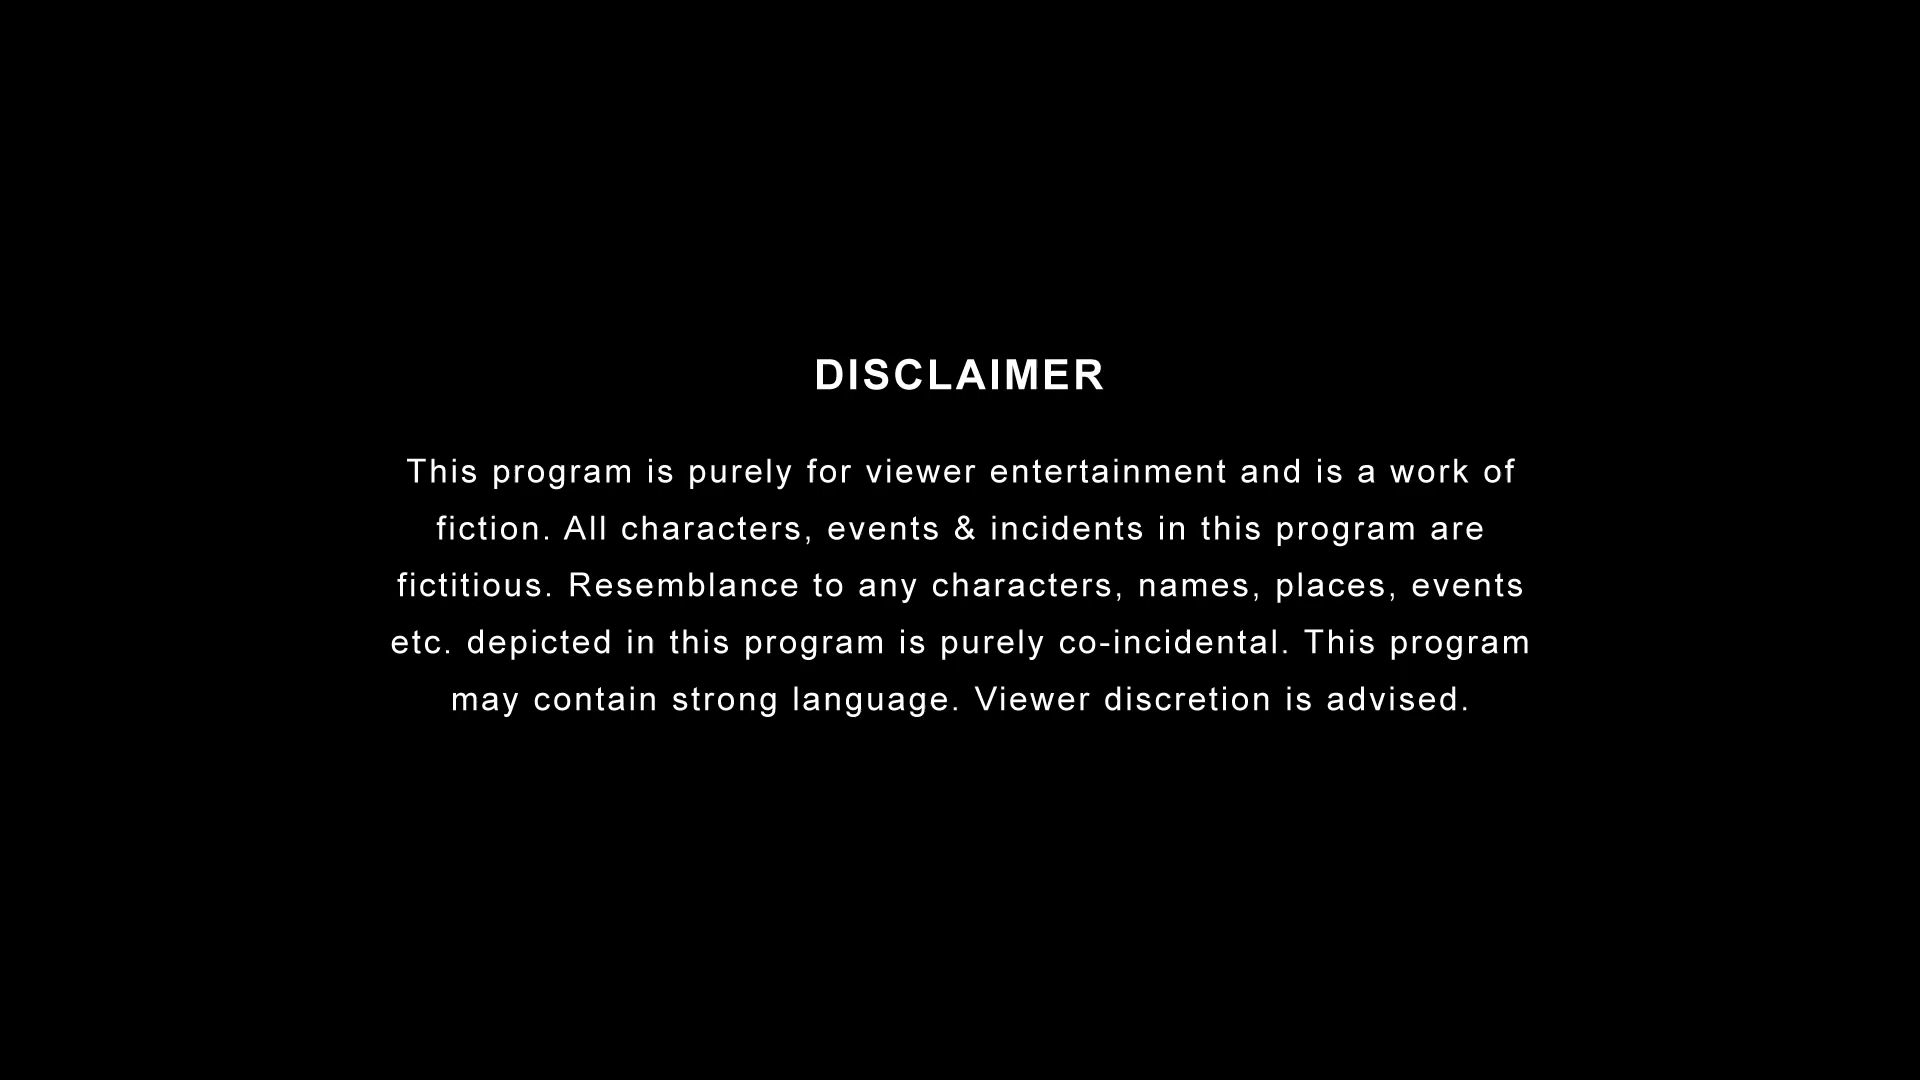 DISCLAIMER
This program is purely for viewer entertainment and is a work of
fiction. All characters, events & incidents in this program are
fictitious. Resemblance to any characters, names, places, events
etc. depicted in this program is purely co-incidental. This program
may contain strong language. Viewer discretion is advised.